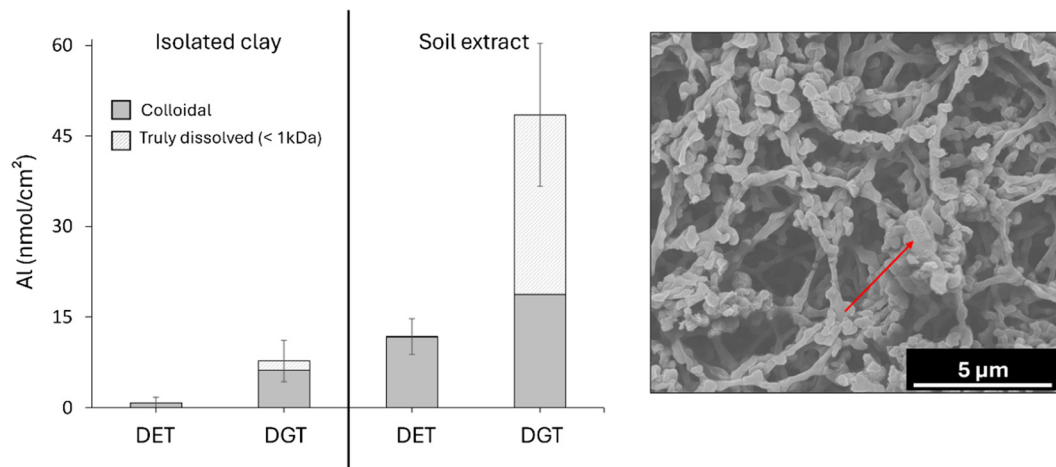 Isolated clay
Soil extract
Colloidal
Truly dissolved (< 1kDa)
Al (nmol/cm²)
60
45
30
15
0
DET
DGT
DET
DGT
5 µm